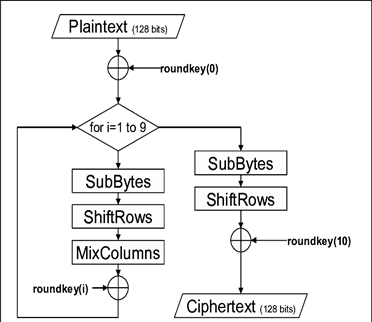 Plaintext (128 bits)
roundkey(0)
for i=1 to 9
SubBytes
ShiftRows
MixColumns
roundkey(i)
SubBytes
ShiftRows
roundkey(10)
Ciphertext (128 bits)